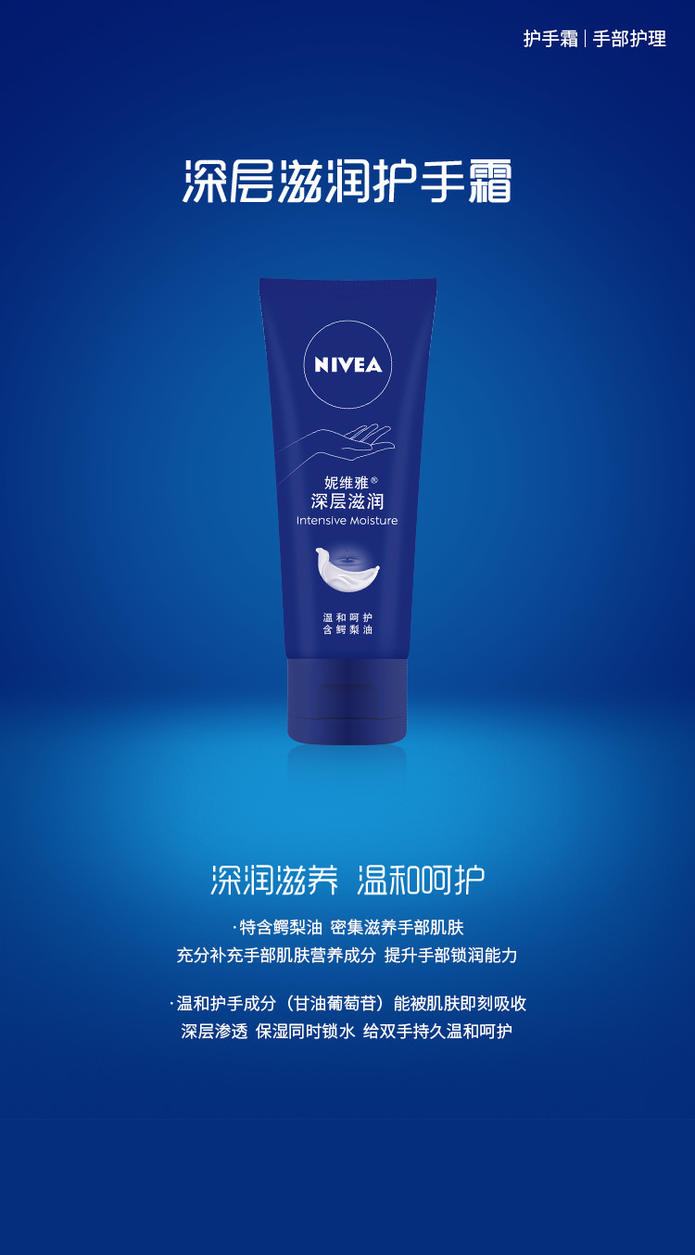 护手霜|手部护理
深层滋润护手霜
NIVEA
妮维雅®
深层滋润
Intensive Moisture
温和呵护
含鳄梨油
深润滋养 温和呵护
·特含鳄梨油 密集滋养手部肌肤
充分补充手部肌肤营养成分 提升手部锁润能力
·温和护手成分（甘油葡萄苷）能被肌肤即刻吸收
深层渗透 保湿同时锁水 给双手持久温和呵护